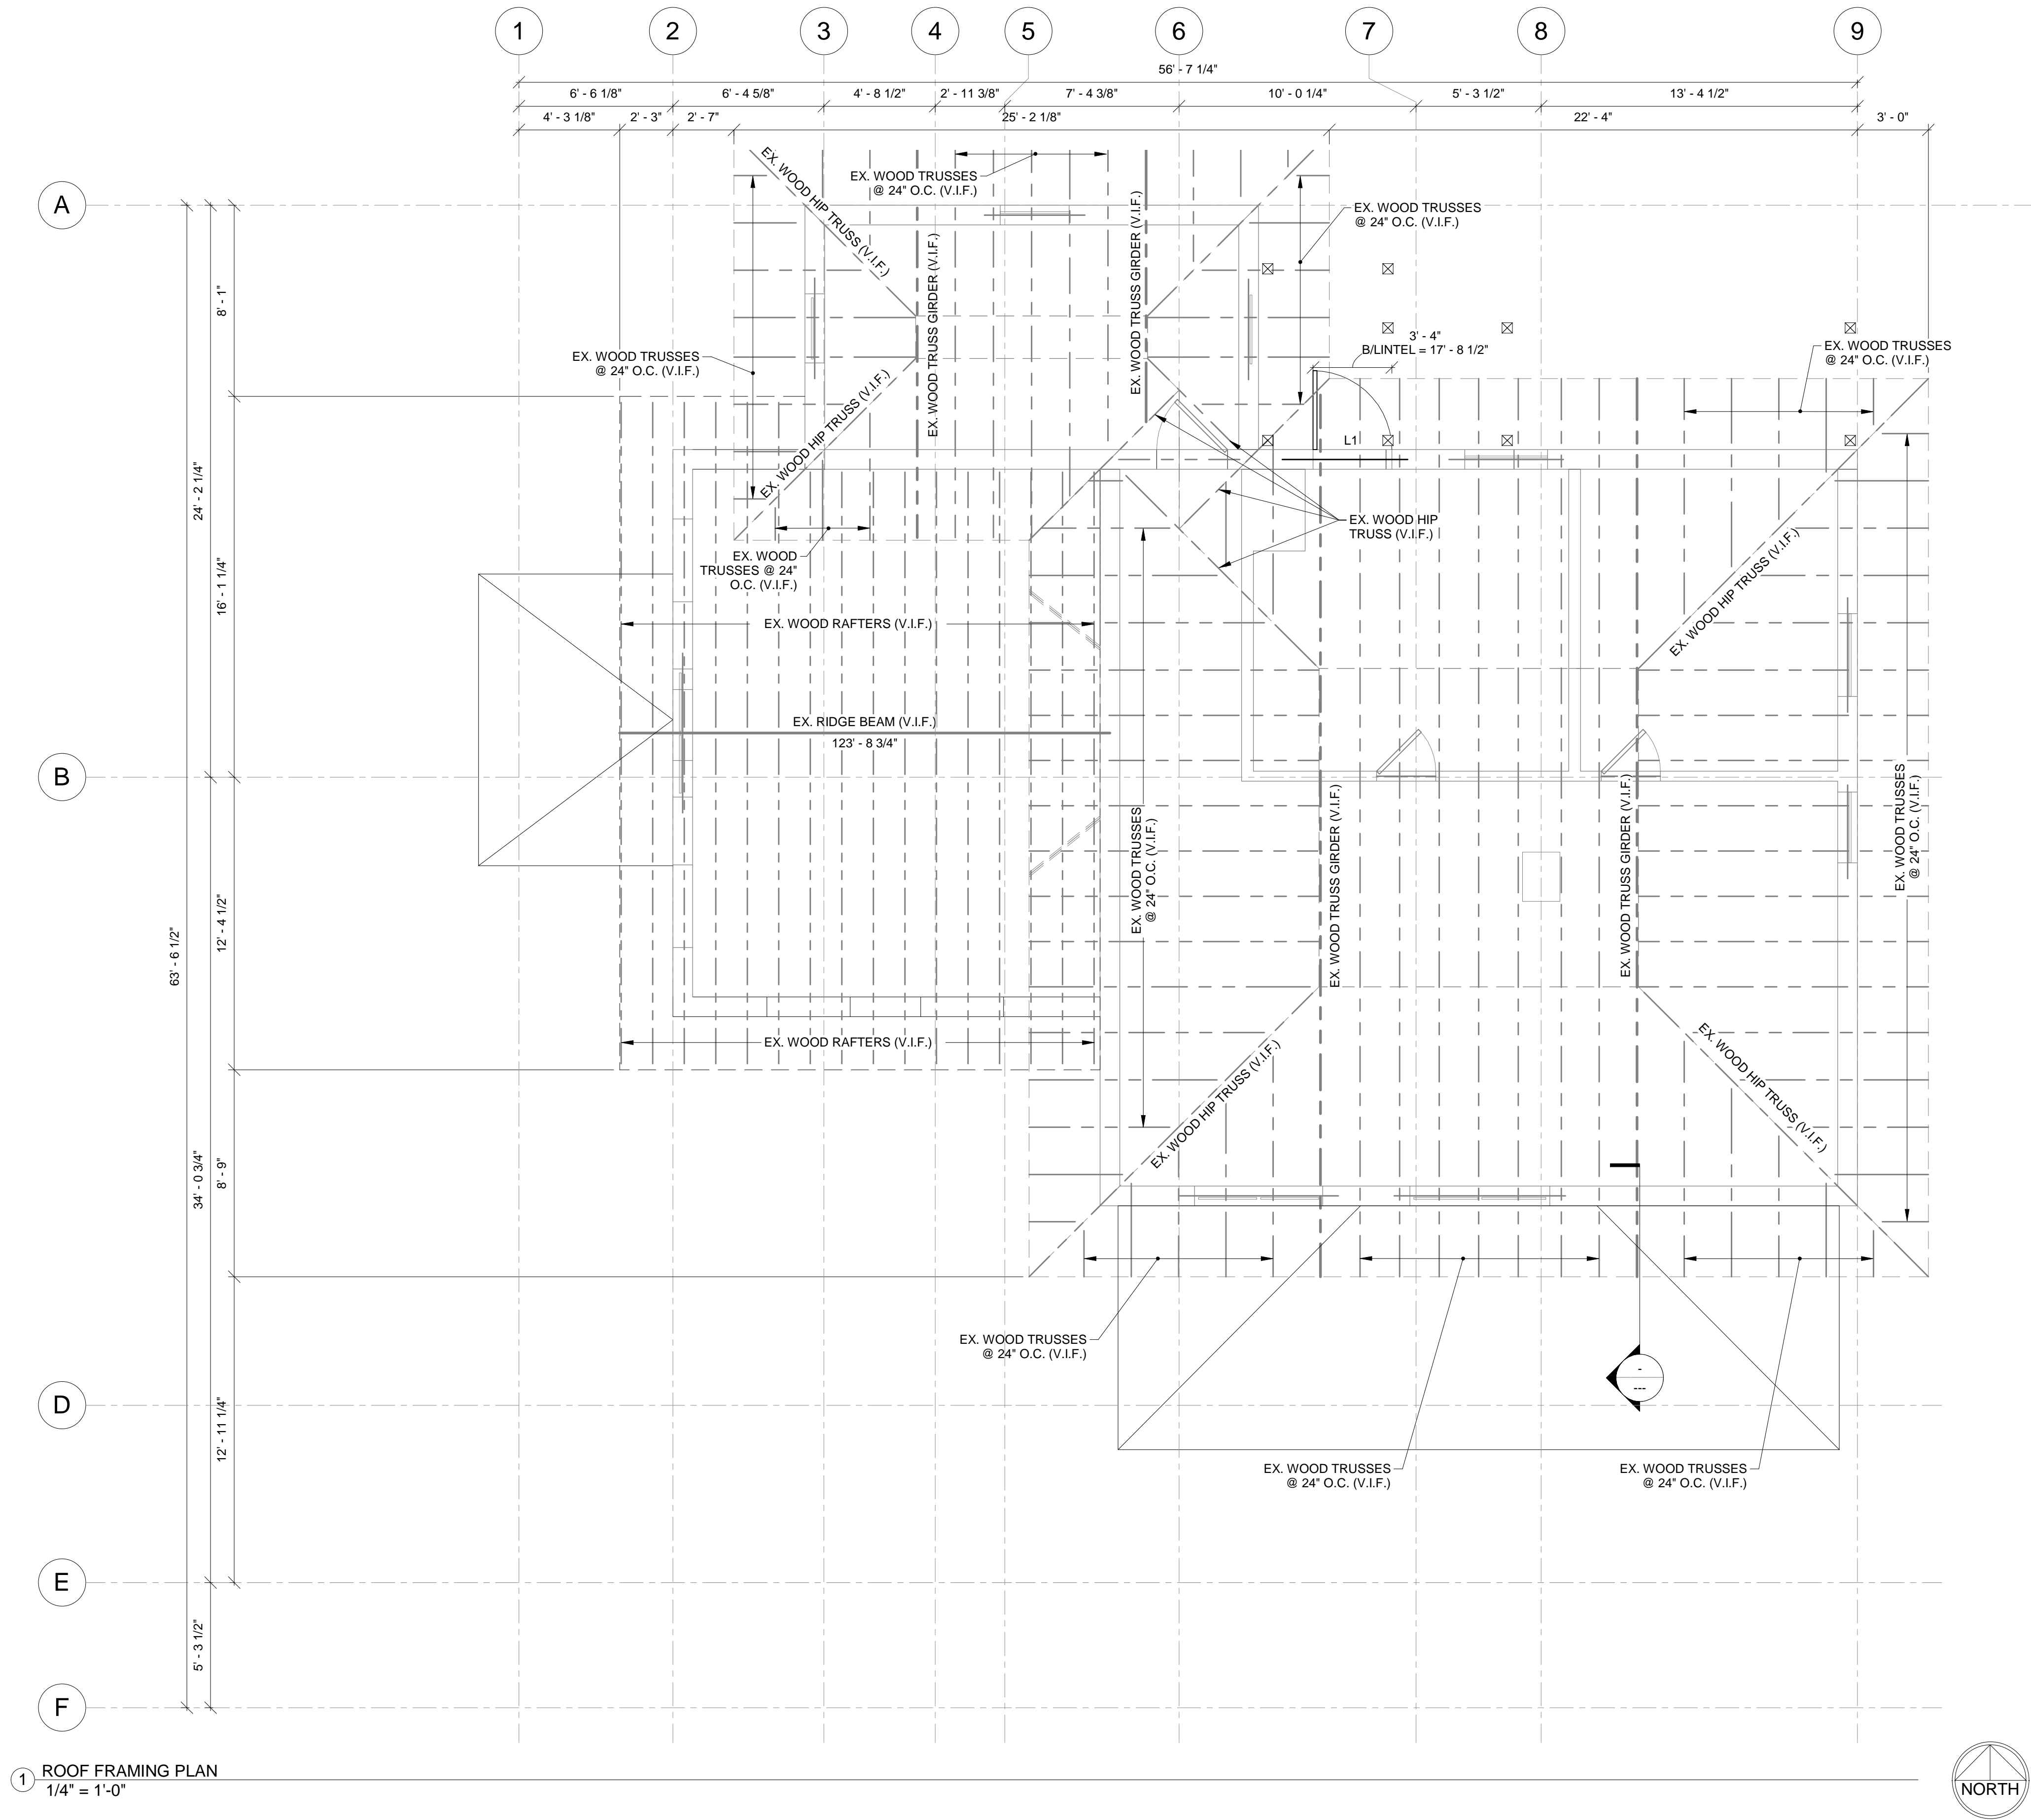 1 2 3 4 5 6 7 8 9
56' - 7 1/4"
6' - 6 1/8" 6' - 4 5/8" 4' - 8 1/2" 2' - 11 3/8" 7' - 4 3/8" 10' - 0 1/4" 5' - 3 1/2" 13' - 4 1/2"
4' - 3 1/8" 2' - 3" 2' - 7" 25' - 2 1/8" 22' - 4" 3' - 0"
A
B
D
E
F
8' - 1"
16' - 1 1/4"
12' - 4 1/2"
8' - 9"
12' - 11 1/4"
24' - 2 1/4"
34' - 0 3/4"
5' - 3 1/2"
63' - 6 1/2"
EX. WOOD HIP TRUSS (V.I.F.)
EX. WOOD TRUSSES
@ 24" O.C. (V.I.F.)
EX. WOOD TRUSS GIRDER (V.I.F.)
EX. WOOD TRUSS GIRDER (V.I.F.)
EX. WOOD TRUSSES
@ 24" O.C. (V.I.F.)
EX. WOOD TRUSSES
@ 24" O.C. (V.I.F.)
3' - 4"
B/LINTEL = 17' - 8 1/2"
EX. WOOD TRUSSES
@ 24" O.C. (V.I.F.)
EX. WOOD HIP TRUSS (V.I.F.)
L1
EX. WOOD HIP
TRUSS (V.I.F.)
EX. WOOD
TRUSSES @ 24"
O.C. (V.I.F.)
EX. WOOD HIP TRUSS (V.I.F.)
EX. WOOD RAFTERS (V.I.F.)
EX. RIDGE BEAM (V.I.F.)
123' - 8 3/4"
EX. WOOD TRUSSES
@ 24" O.C. (V.I.F.)
EX. WOOD TRUSS GIRDER (V.I.F.)
EX. WOOD TRUSS GIRDER (V.I.F.)
EX. WOOD TRUSSES
@ 24" O.C. (V.I.F.)
EX. WOOD RAFTERS (V.I.F.)
EX. WOOD HIP TRUSS (V.I.F.)
EX. WOOD HIP TRUSS (V.I.F.)
EX. WOOD TRUSSES
@ 24" O.C. (V.I.F.)
-
---
EX. WOOD TRUSSES
@ 24" O.C. (V.I.F.)
EX. WOOD TRUSSES
@ 24" O.C. (V.I.F.)
1 ROOF FRAMING PLAN
1/4" = 1'-0"
NORTH